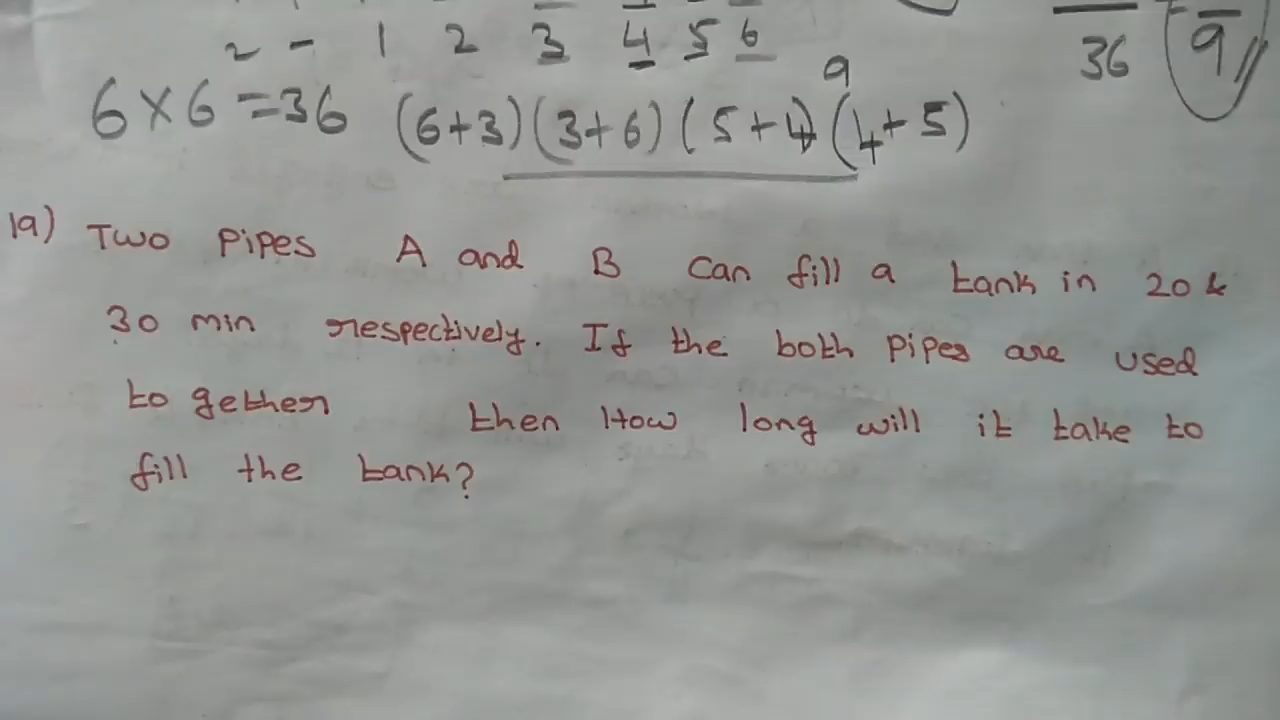 2 - 1 2 3 4 5 6
36 9
9
6 × 6 = 36 (6+3) (3+6) (5+4) (4+5)
19) Two pipes A and B can fill a tank in 20 &
30 min respectively. If the both pipes are used
to gether then How long will it take to
fill the tank?